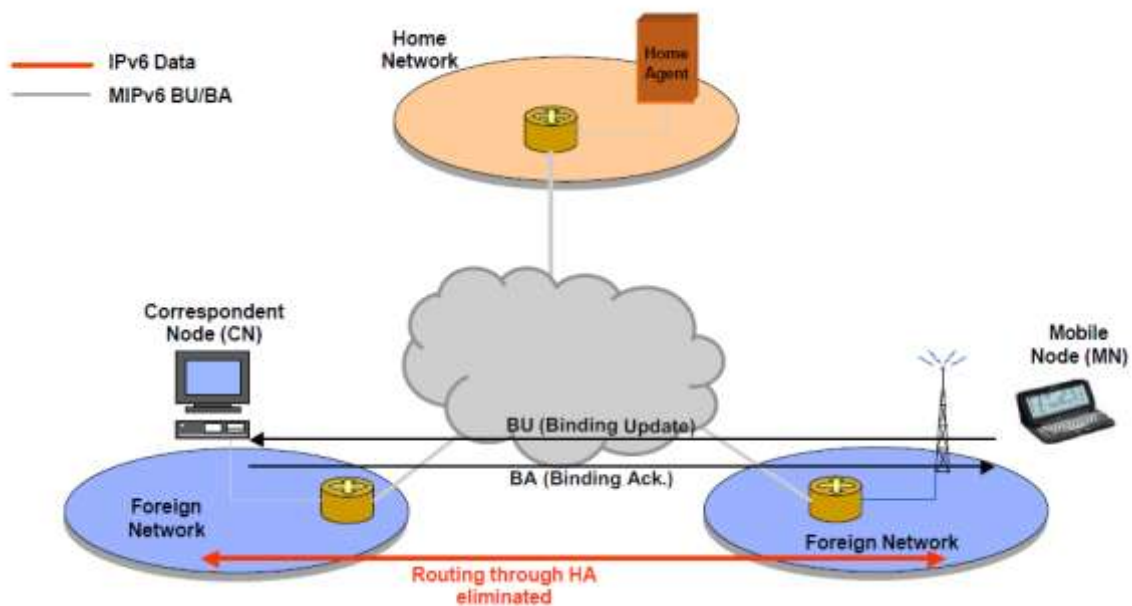 Home
Network
Home
Agent
IPv6 Data
MIPv6 BU/BA
Correspondent
Node (CN)
Mobile
Node (MN)
BU (Binding Update)
BA (Binding Ack.)
Foreign
Network
Foreign Network
Routing through HA
eliminated